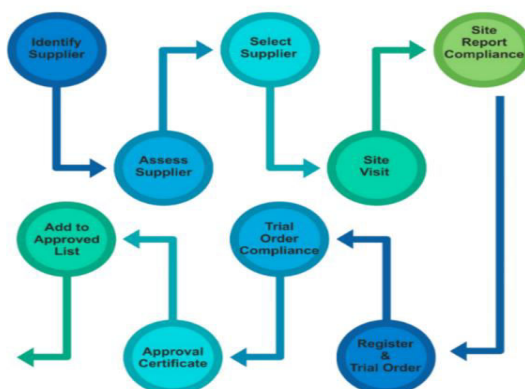 Identify
Supplier
Assess
Supplier
Select
Supplier
Site
Visit
Site
Report
Compliance
Register
&
Trial Order
Trial
Order
Compliance
Approval
Certificate
Add to
Approved
List